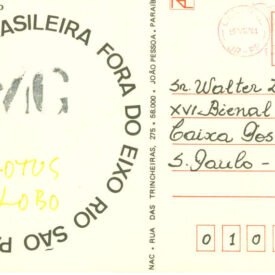 BRASILEIRA FORA DO EIXO RIO SÃO P
MG
LOTUS
LOBO
NAC • RUA DAS TRINCHEIRAS, 275 • 58.000 • JOÃO PESSOA • PARAÍB
Sr. Walter
XVI Bienal
Caixa Pos
S. Paulo -
0 1 0